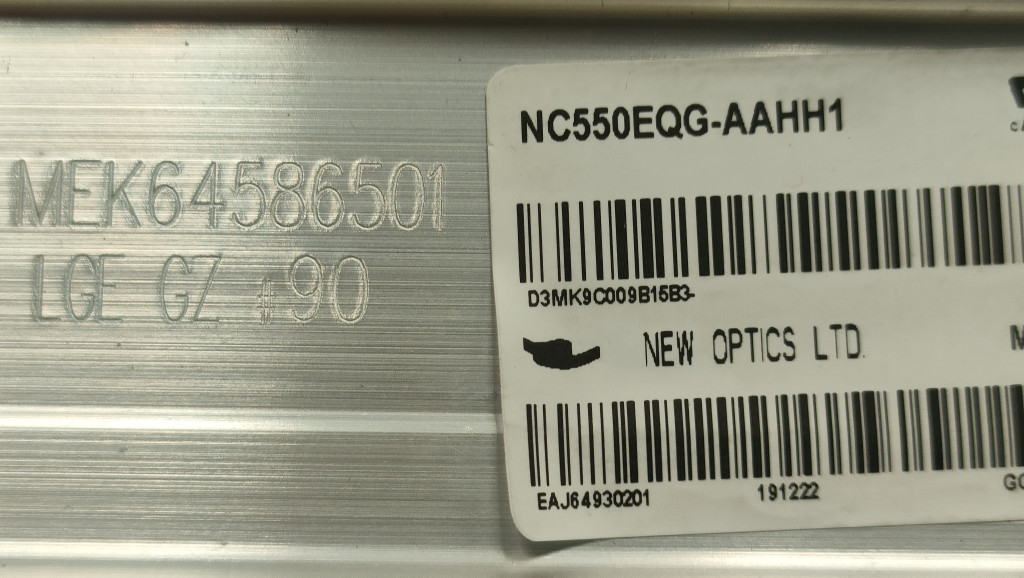 MEK64586501
LGE GZ #90
NC550EQG-AAHH1
D3MK9C009B15B3-
NEW OPTICS LTD.
EAJ64930201 191222